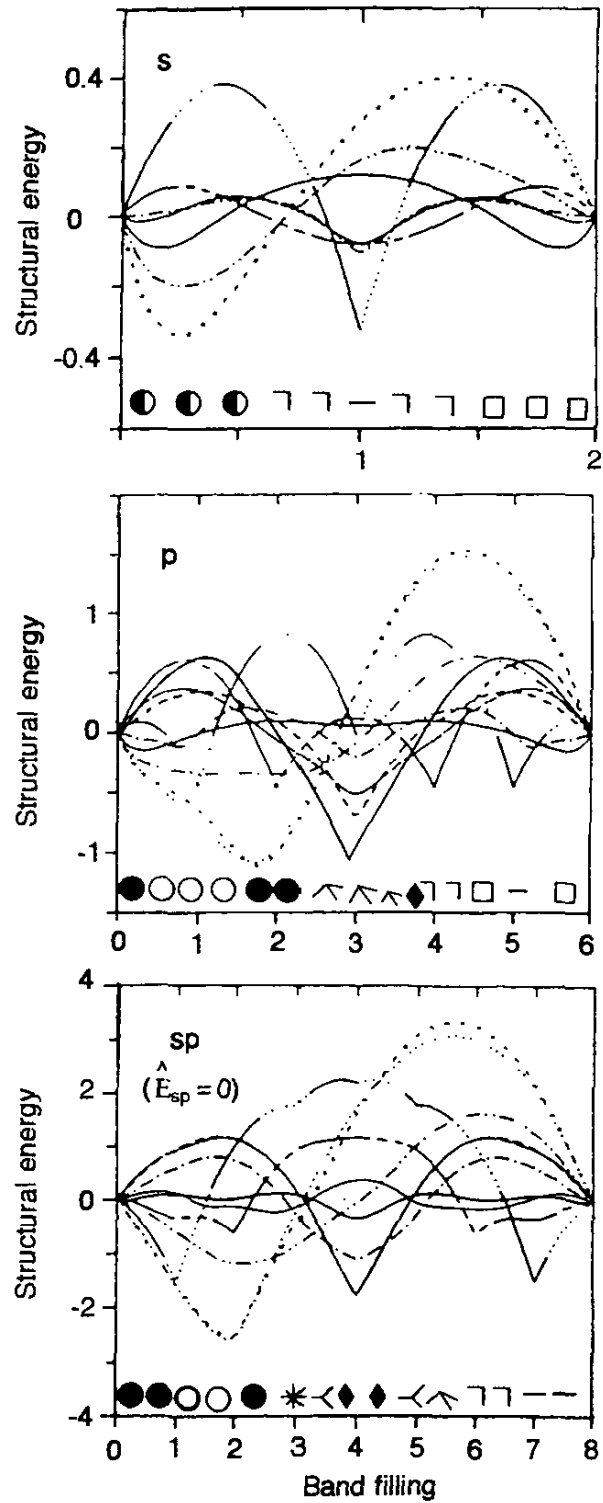 s
Structural energy
0.4
0
-0.4
1
2
p
Structural energy
1
0
-1
0 1 2 3 4 5 6
4
sp
(Êsp = 0)
Structural energy
2
0
-2
-4
0 1 2 3 4 5 6 7 8
Band filling